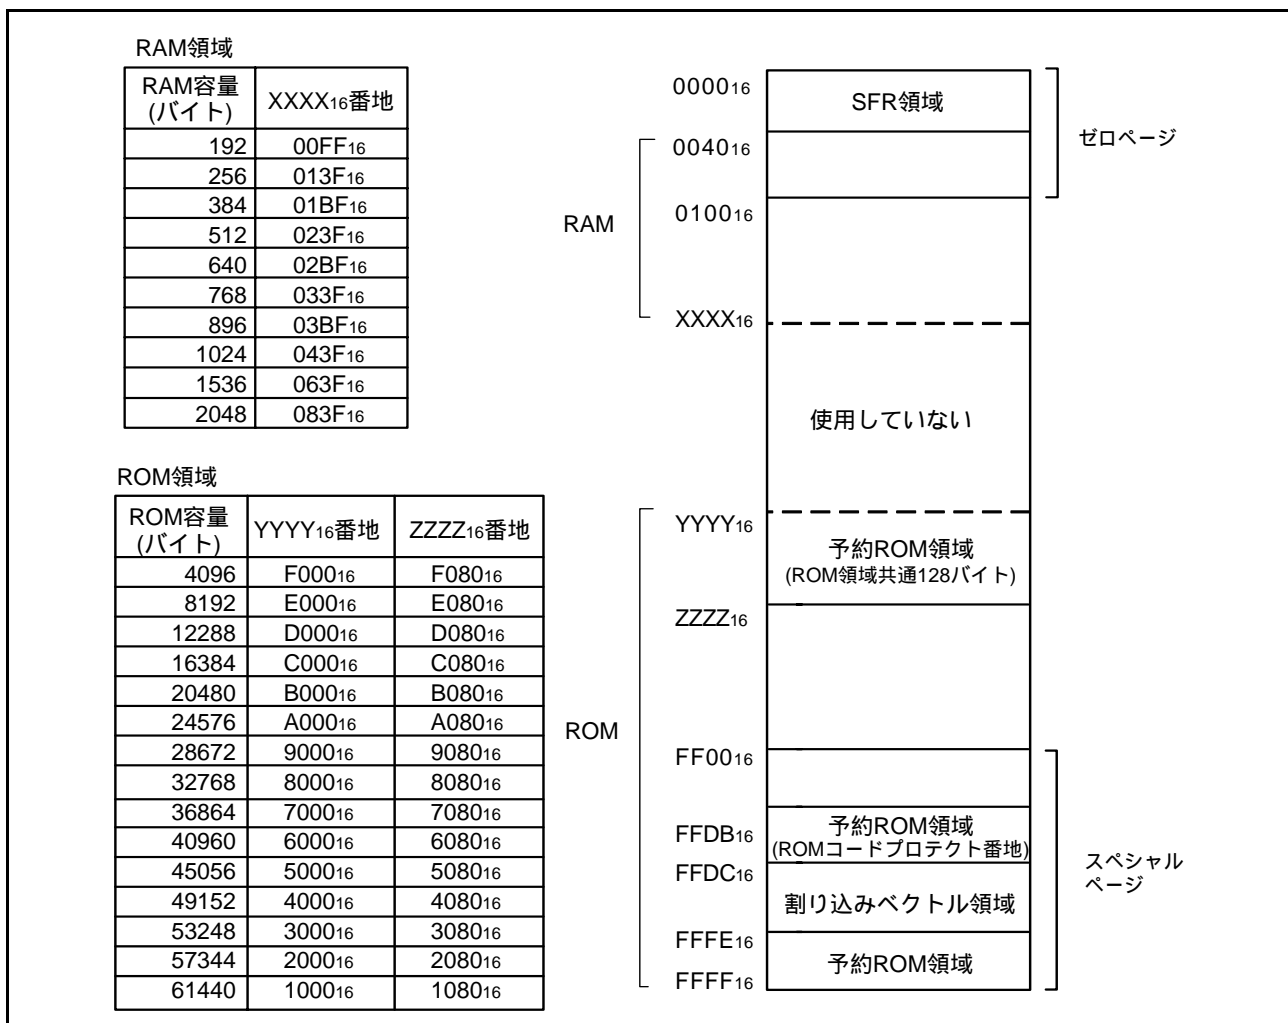 RAM領域
RAM容量
(バイト)
XXXX16番地
192 00FF16
256 013F16
384 01BF16
512 023F16
640 02BF16
768 033F16
896 03BF16
1024 043F16
1536 063F16
2048 083F16
ROM領域
ROM容量
(バイト)
YYYY16番地
ZZZZ16番地
4096 F00016 F08016
8192 E00016 E08016
12288 D00016 D08016
16384 C00016 C08016
20480 B00016 B08016
24576 A00016 A08016
28672 900016 908016
32768 800016 808016
36864 700016 708016
40960 600016 608016
45056 500016 508016
49152 400016 408016
53248 300016 308016
57344 200016 208016
61440 100016 108016
RAM
ROM
000016
SFR領域
ゼロページ
004016
010016
XXXX16
使用していない
YYYY16
予約ROM領域
(ROM領域共通128バイト)
ZZZZ16
FF0016
FFDB16
予約ROM領域
(ROMコードプロテクト番地)
FFDC16
スペシャル
ページ
割り込みベクトル領域
FFFE16
予約ROM領域
FFFF16